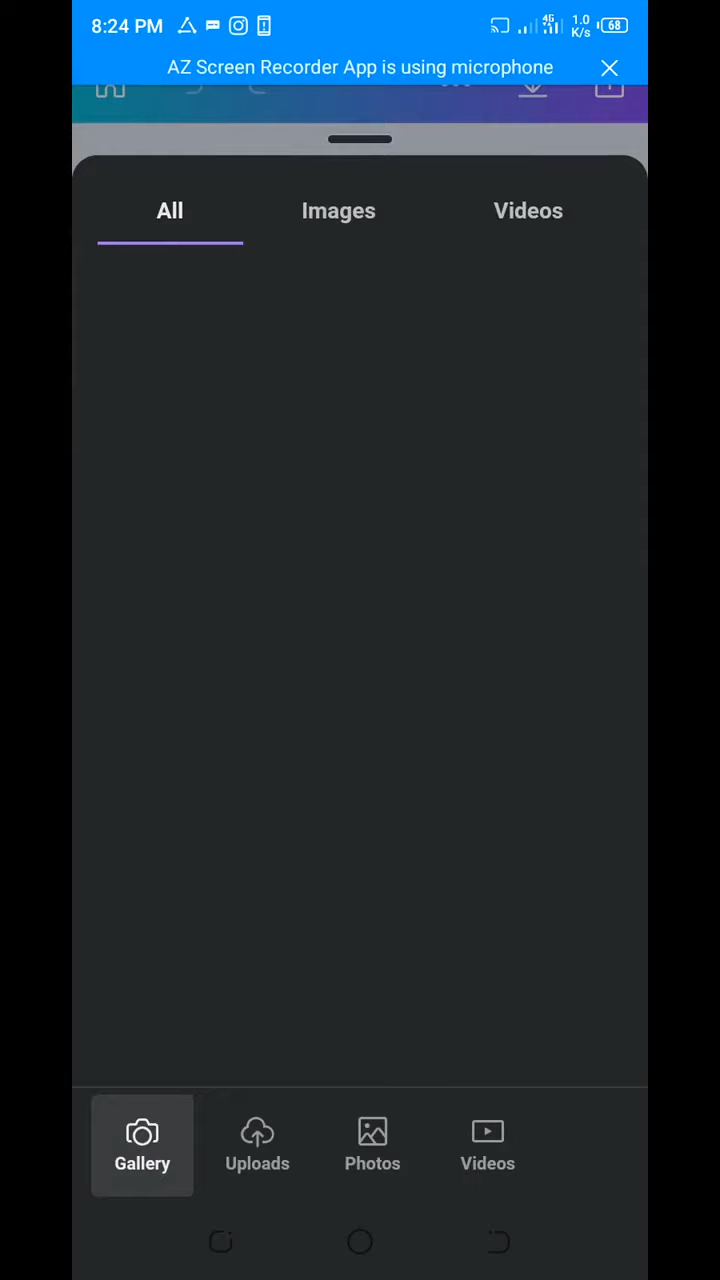 8:24 PM 4G 1.0 K/s 68
AZ Screen Recorder App is using microphone
All Images Videos
Gallery Uploads Photos Videos